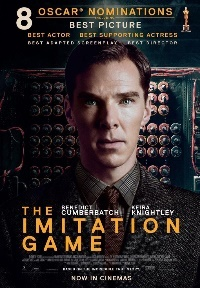 8 OSCAR® NOMINATIONS
BEST PICTURE
BEST ACTOR BEST SUPPORTING ACTRESS
BEST ADAPTED SCREENPLAY BEST DIRECTOR
BENEDICT CUMBERBATCH
KEIRA KNIGHTLEY
THE
IMITATION
GAME
NOW IN CINEMAS